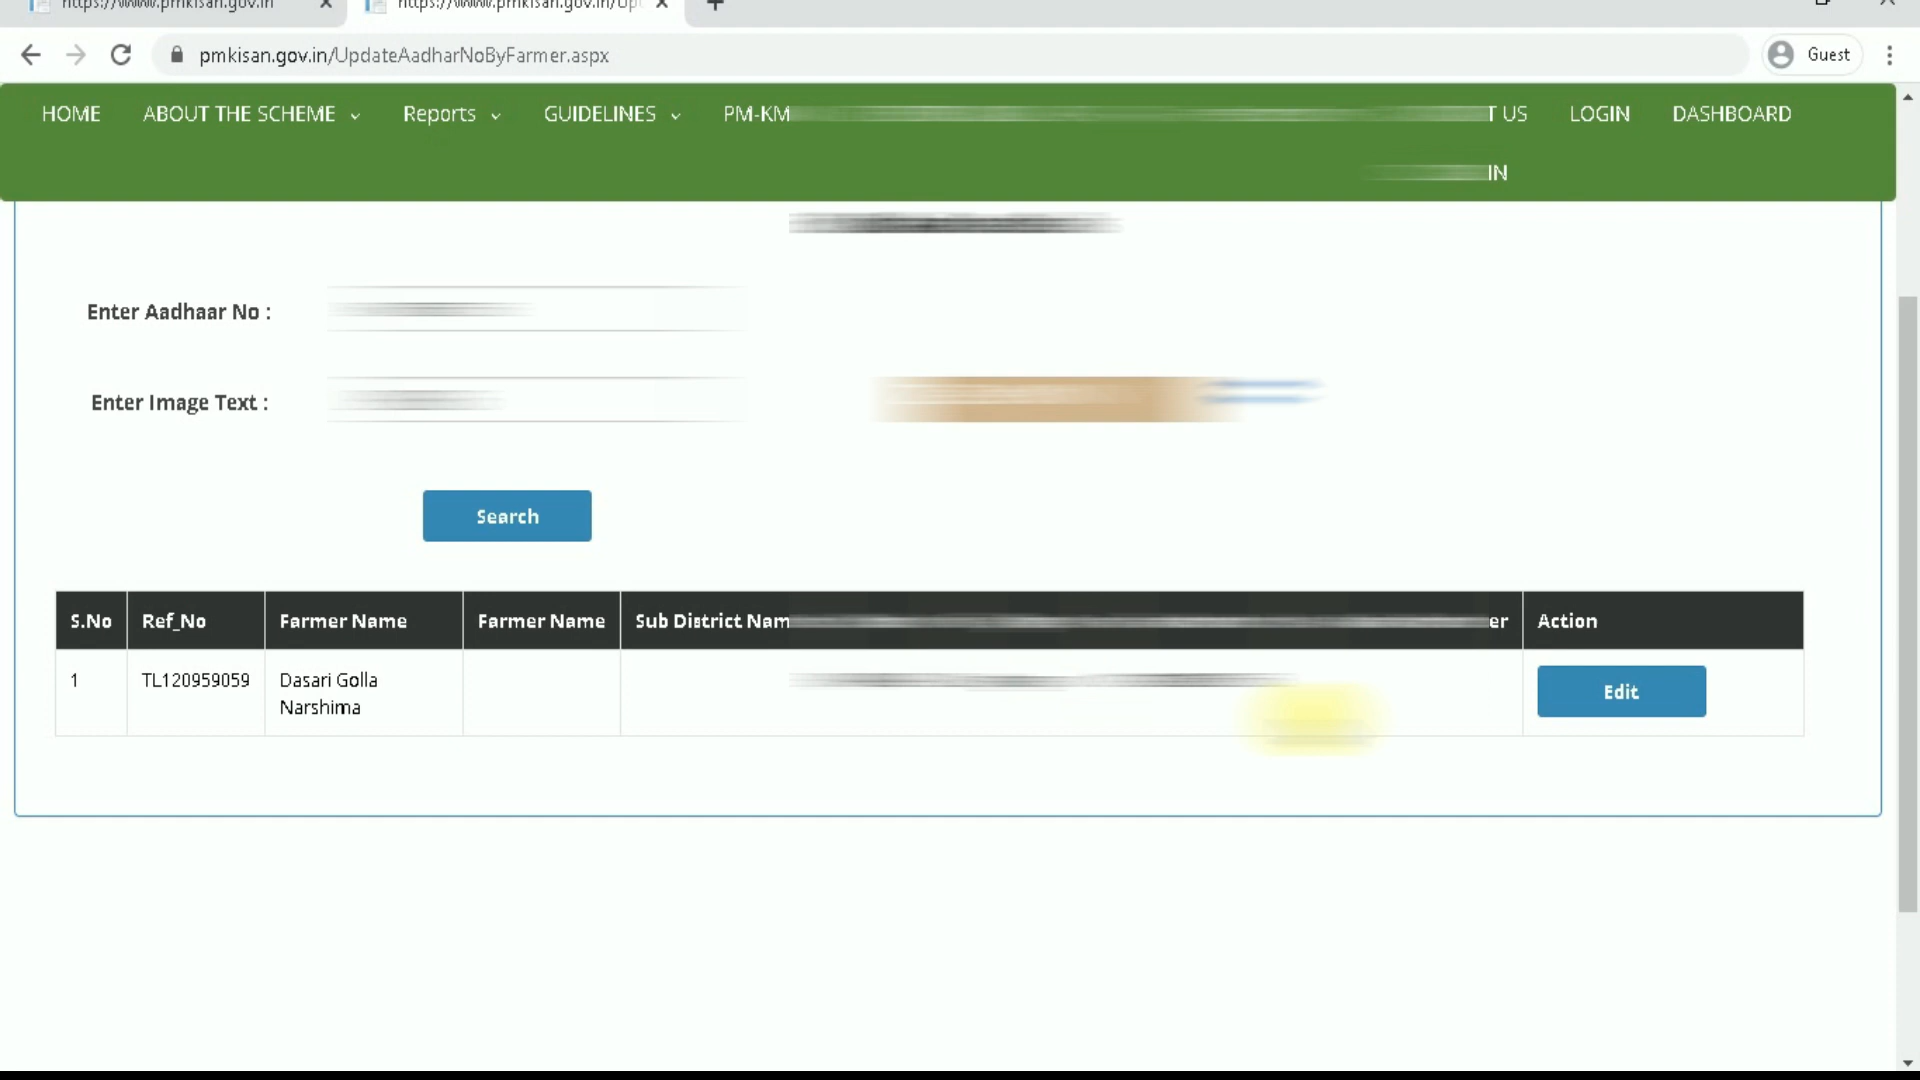 https://www.pmkisan.gov.in
https://www.pmkisan.gov.in/Up
pmkisan.gov.in/UpdateAadharNoByFarmer.aspx
Guest
HOME ABOUT THE SCHEME Reports GUIDELINES PM-KM T US LOGIN DASHBOARD
IN
Enter Aadhaar No :
Enter Image Text :
Search
S.No Ref_No Farmer Name Farmer Name Sub District Nam er Action
1 TL120959059 Dasari Golla Edit
Narshima